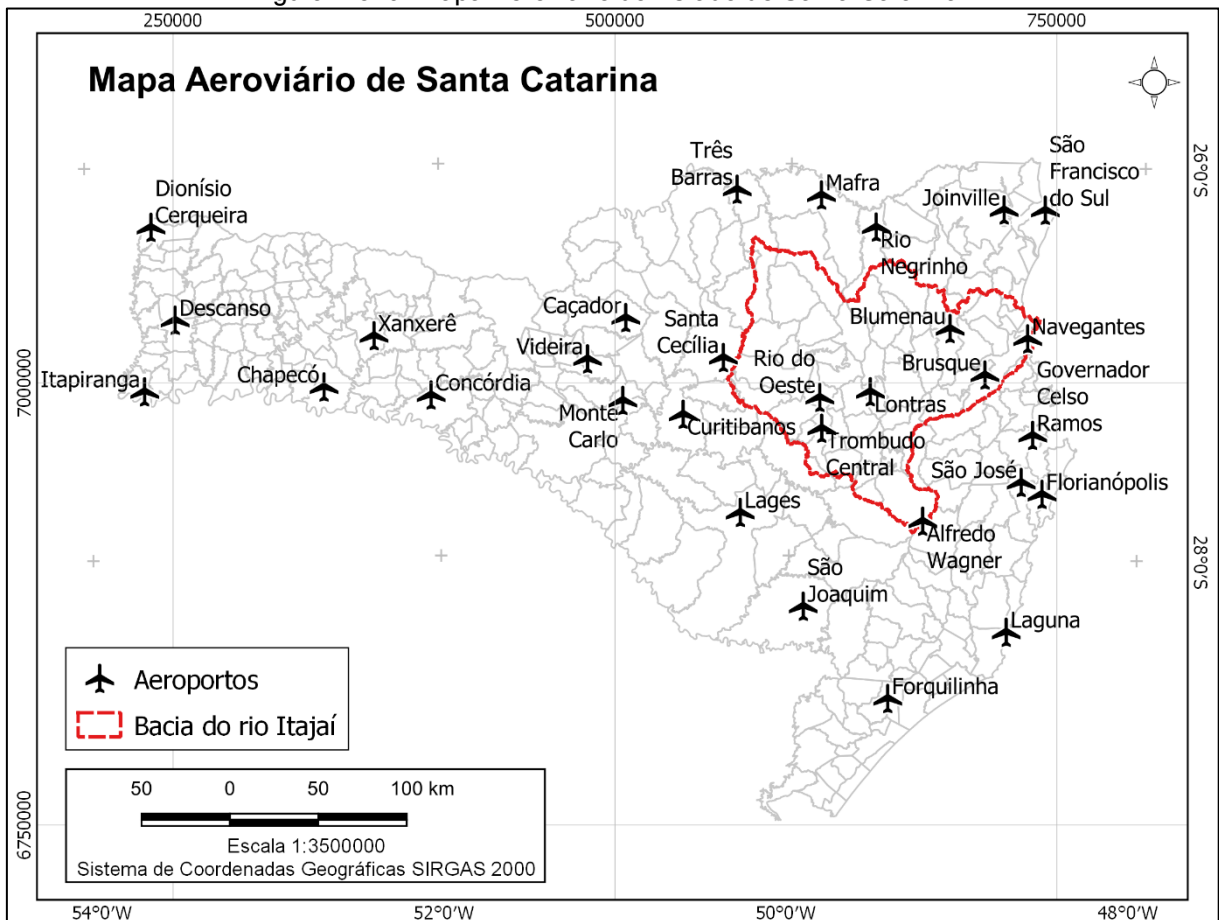 250000
500000
750000
Mapa Aeroviário de Santa Catarina
26°0'S
São
Francisco
do Sul
Três
Barras
Mafra
Joinville
Dionísio
Cerqueira
Rio
Negrinho
Descanso
Xanxerê
Caçador
Santa
Cecília
Blumenau
Navegantes
Videira
Rio do
Oeste
Brusque
Governador
Celso
Ramos
7000000
Itapiranga
Chapecó
Concórdia
Monte
Carlo
Curitibanos
Lontras
Trombudo
Central
São José
Florianópolis
Lages
Alfredo
Wagner
28°0'S
São
Joaquim
Laguna
Forquilinha
Aeroportos
Bacia do rio Itajaí
50 0 50 100 km
Escala 1:3500000
Sistema de Coordenadas Geográficas SIRGAS 2000
6750000
54°0'W
52°0'W
50°0'W
48°0'W